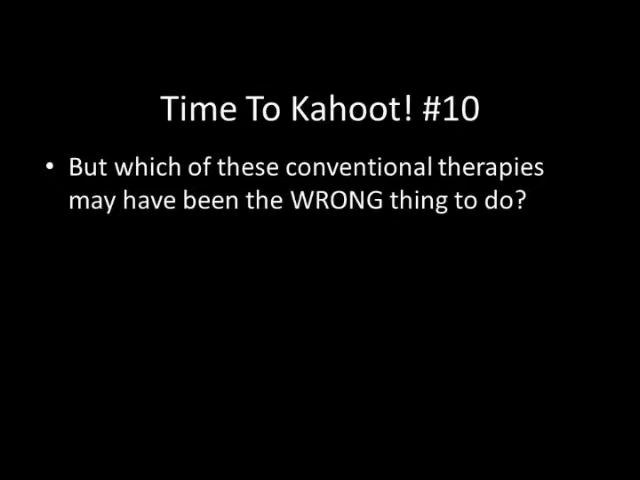 Time To Kahoot! #10
• But which of these conventional therapies
may have been the WRONG thing to do?